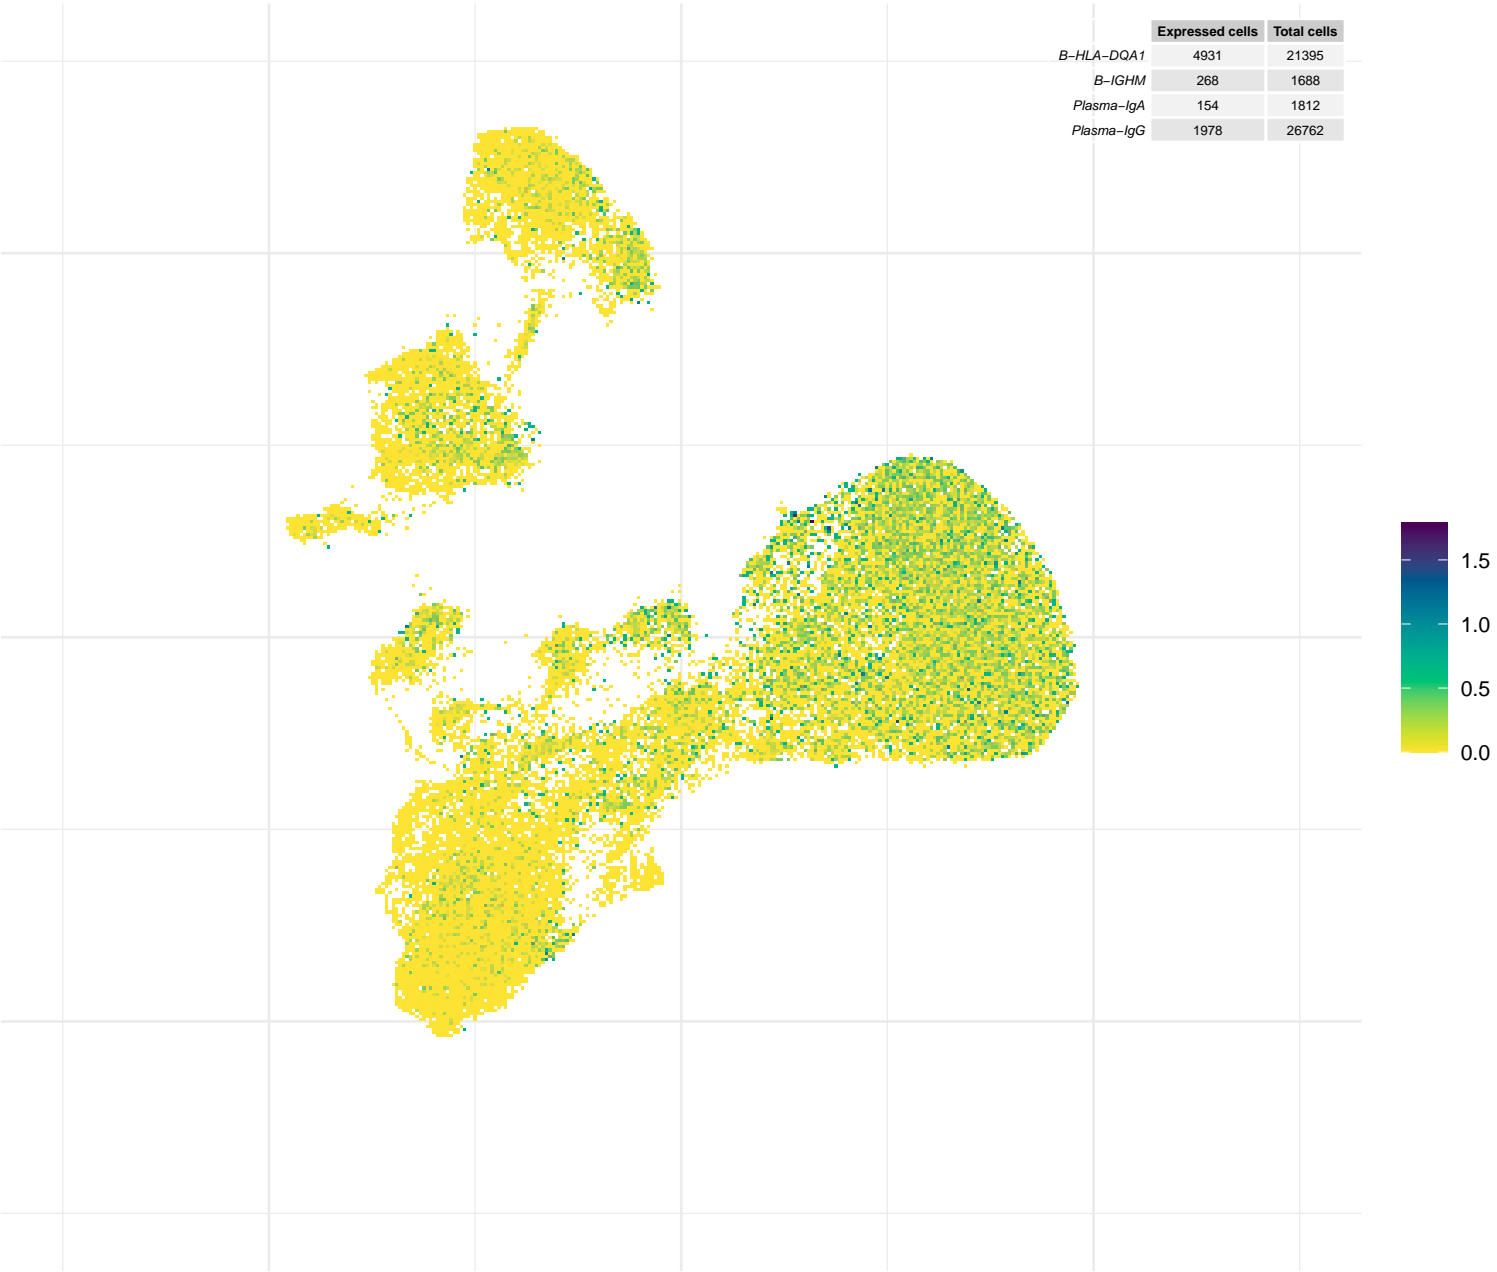 Expressed cells Total cells
B−HLA−DQA1 4931 21395
B−IGHM 268 1688
Plasma−IgA 154 1812
Plasma−IgG 1978 26762
1.5
1.0
0.5
0.0